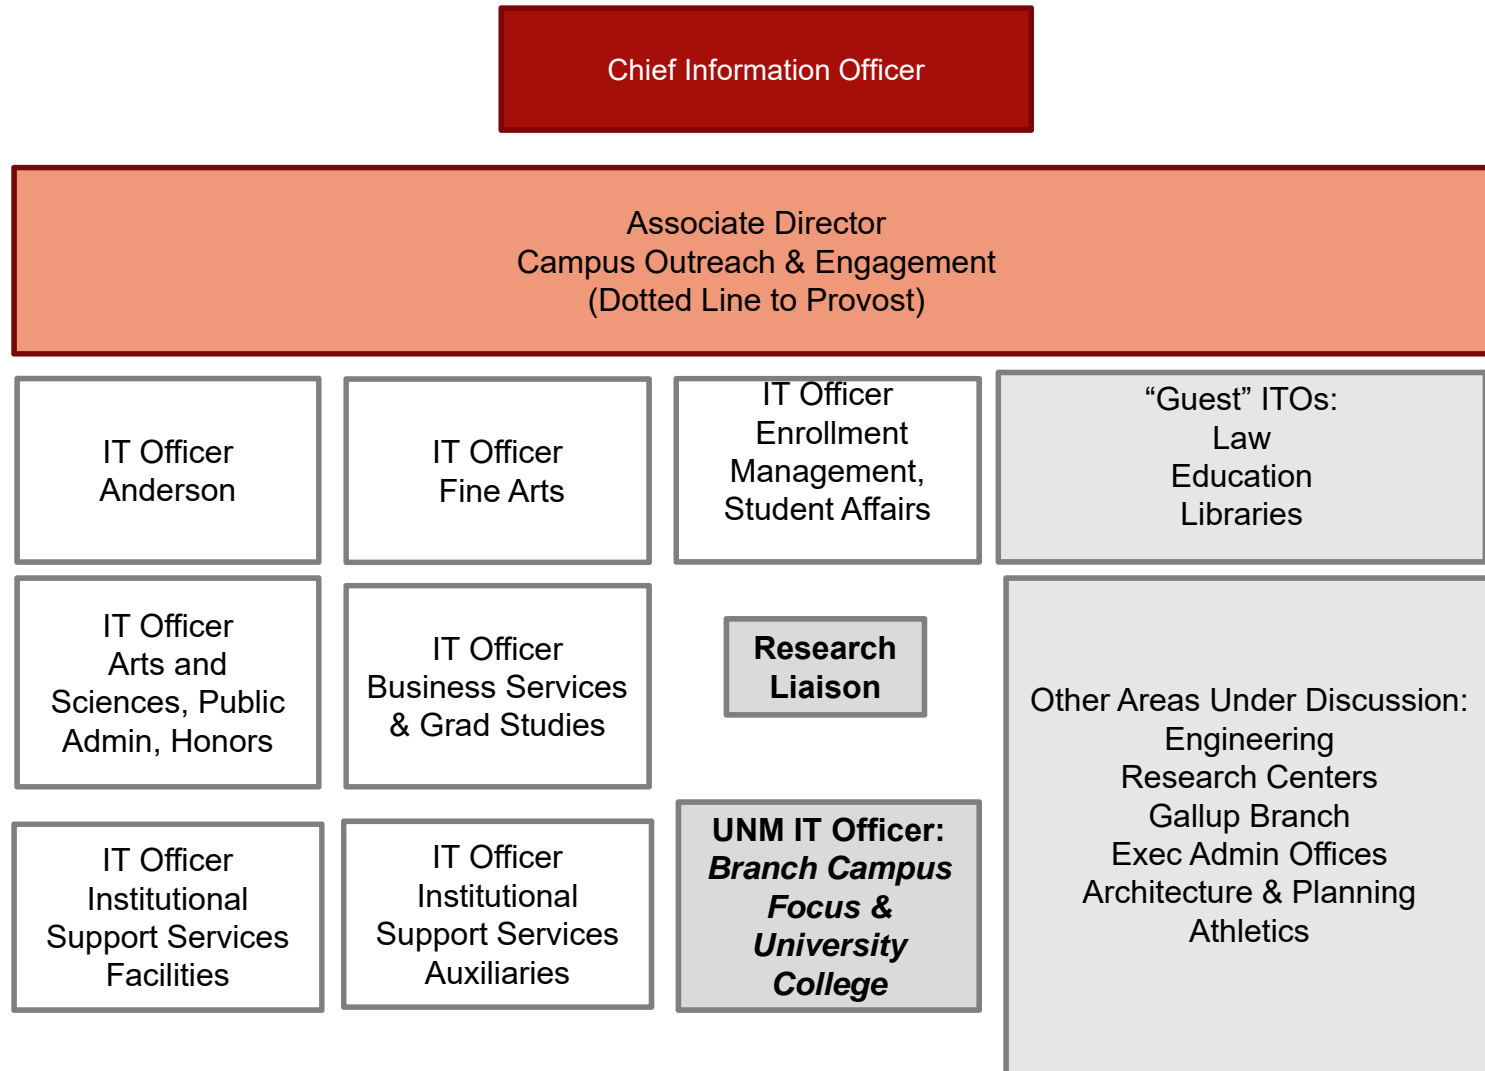 Chief Information Officer
Associate Director
Campus Outreach & Engagement
(Dotted Line to Provost)
IT Officer
Anderson
IT Officer
Fine Arts
IT Officer
Enrollment
Management,
Student Affairs
“Guest” ITOs:
Law
Education
Libraries
IT Officer
Arts and
Sciences, Public
Admin, Honors
IT Officer
Business Services
& Grad Studies
Research
Liaison
Other Areas Under Discussion:
Engineering
Research Centers
Gallup Branch
Exec Admin Offices
Architecture & Planning
Athletics
IT Officer
Institutional
Support Services
Facilities
IT Officer
Institutional
Support Services
Auxiliaries
UNM IT Officer:
Branch Campus
Focus &
University
College